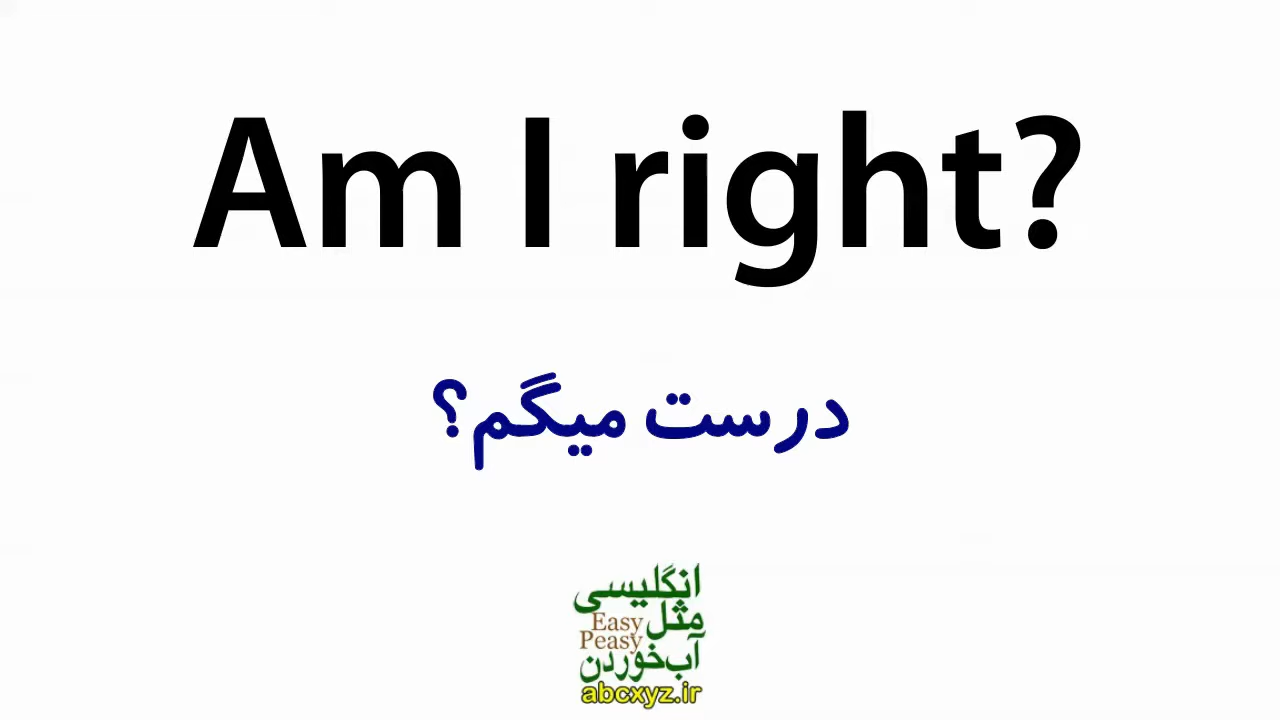 Am I right?
درست میگم؟
انگلیسی
مثل
Easy
Peasy
آب‌خوردن
abcxyz.ir